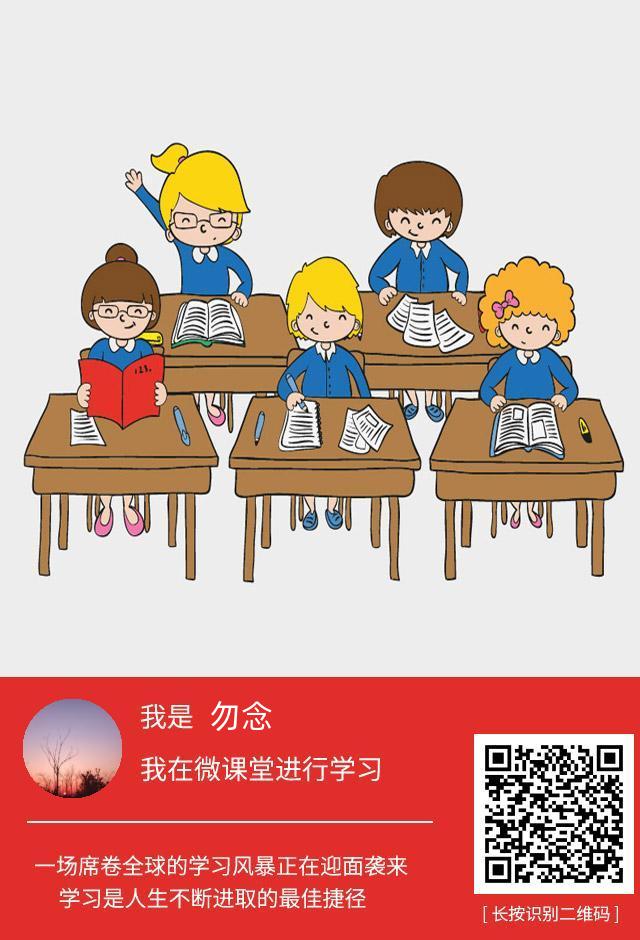 123,
我是 勿念
我在微课堂进行学习
一场席卷全球的学习风暴正在迎面袭来
学习是人生不断进取的最佳捷径
[ 长按识别二维码 ]